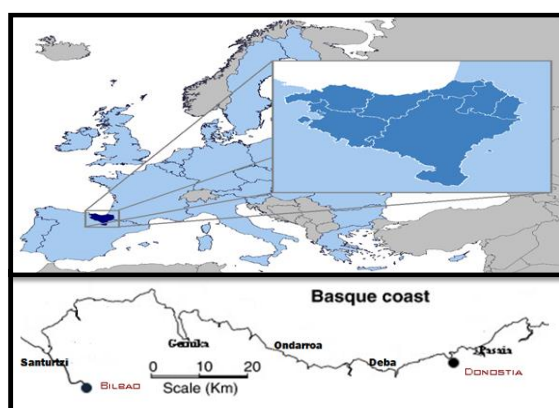 Basque coast
Gernika
Ondarroa
Pasaia
Santurtzi
Deba
BILBAO
DONOSTIA
0 10 20
Scale (Km)